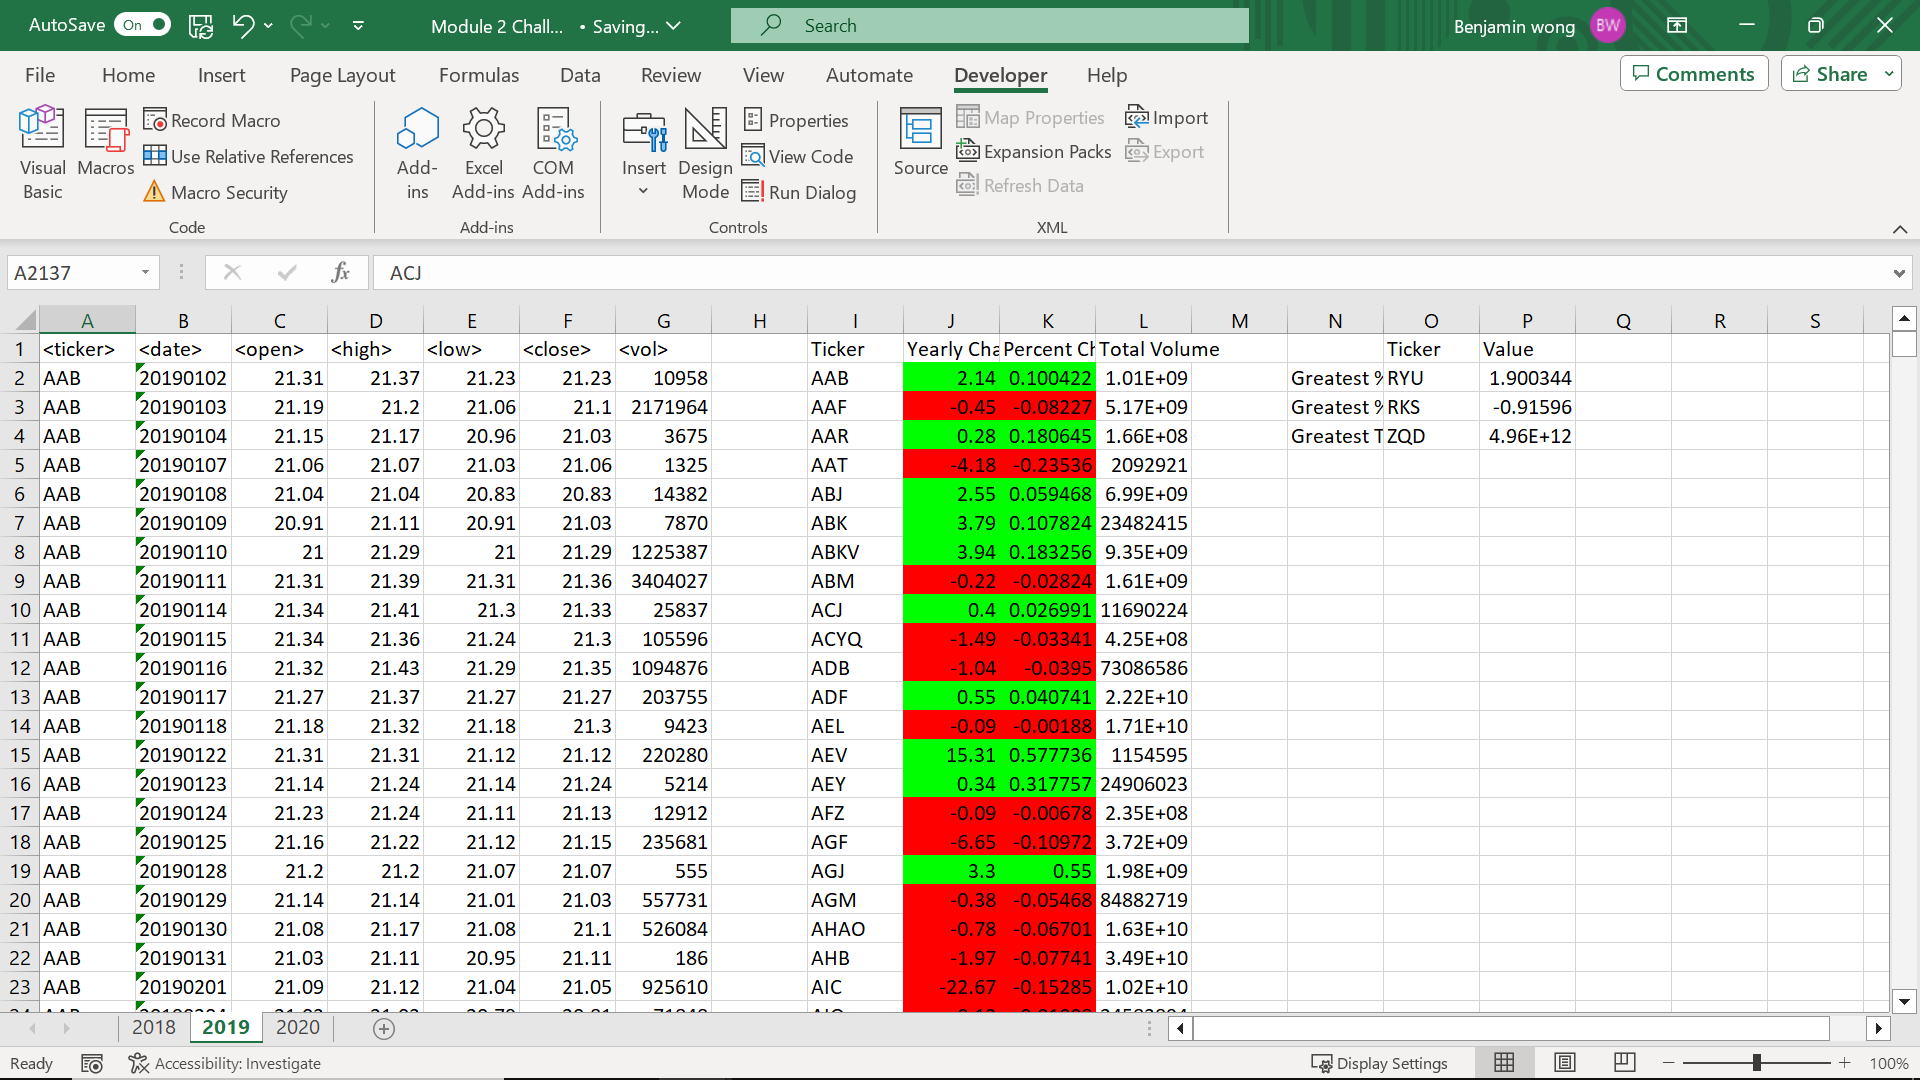 AutoSave On Module 2 Chall... • Saving... Search Benjamin wong BW
File Home Insert Page Layout Formulas Data Review View Automate Developer Help Comments Share
Visual Basic Macros Record Macro Use Relative References Macro Security Code
Add-ins Excel Add-ins COM Add-ins Add-ins
Insert Design Mode Properties View Code Run Dialog Controls
Source Map Properties Expansion Packs Refresh Data Import Export XML
A2137 fx ACJ
A B C D E F G H I J K L M N O P Q R S
1 <ticker> <date> <open> <high> <low> <close> <vol> Ticker Yearly Cha Percent Ch Total Volume Ticker Value
2 AAB 20190102 21.31 21.37 21.23 21.23 10958 AAB 2.14 0.100422 1.01E+09 Greatest % RYU 1.900344
3 AAB 20190103 21.19 21.2 21.06 21.1 2171964 AAF -0.45 -0.08227 5.17E+09 Greatest % RKS -0.91596
4 AAB 20190104 21.15 21.17 20.96 21.03 3675 AAR 0.28 0.180645 1.66E+08 Greatest T ZQD 4.96E+12
5 AAB 20190107 21.06 21.07 21.03 21.06 1325 AAT -4.18 -0.23536 2092921
6 AAB 20190108 21.04 21.04 20.83 20.83 14382 ABJ 2.55 0.059468 6.99E+09
7 AAB 20190109 20.91 21.11 20.91 21.03 7870 ABK 3.79 0.107824 23482415
8 AAB 20190110 21 21.29 21 21.29 1225387 ABKV 3.94 0.183256 9.35E+09
9 AAB 20190111 21.31 21.39 21.31 21.36 3404027 ABM -0.22 -0.02824 1.61E+09
10 AAB 20190114 21.34 21.41 21.3 21.33 25837 ACJ 0.4 0.026991 11690224
11 AAB 20190115 21.34 21.36 21.24 21.3 105596 ACYQ -1.49 -0.03341 4.25E+08
12 AAB 20190116 21.32 21.43 21.29 21.35 1094876 ADB -1.04 -0.0395 73086586
13 AAB 20190117 21.27 21.37 21.27 21.27 203755 ADF 0.55 0.040741 2.22E+10
14 AAB 20190118 21.18 21.32 21.18 21.3 9423 AEL -0.09 -0.00188 1.71E+10
15 AAB 20190122 21.31 21.31 21.12 21.12 220280 AEV 15.31 0.577736 1154595
16 AAB 20190123 21.14 21.24 21.14 21.24 5214 AEY 0.34 0.317757 24906023
17 AAB 20190124 21.23 21.24 21.11 21.13 12912 AFZ -0.09 -0.00678 2.35E+08
18 AAB 20190125 21.16 21.22 21.12 21.15 235681 AGF -6.65 -0.10972 3.72E+09
19 AAB 20190128 21.2 21.2 21.07 21.07 555 AGJ 3.3 0.55 1.98E+09
20 AAB 20190129 21.14 21.14 21.01 21.03 557731 AGM -0.38 -0.05468 84882719
21 AAB 20190130 21.08 21.17 21.08 21.1 526084 AHAO -0.78 -0.06701 1.63E+10
22 AAB 20190131 21.03 21.11 20.95 21.11 186 AHB -1.97 -0.07741 3.49E+10
23 AAB 20190201 21.09 21.12 21.04 21.05 925610 AIC -22.67 -0.15285 1.02E+10
2018 2019 2020
Ready Accessibility: Investigate Display Settings 100%